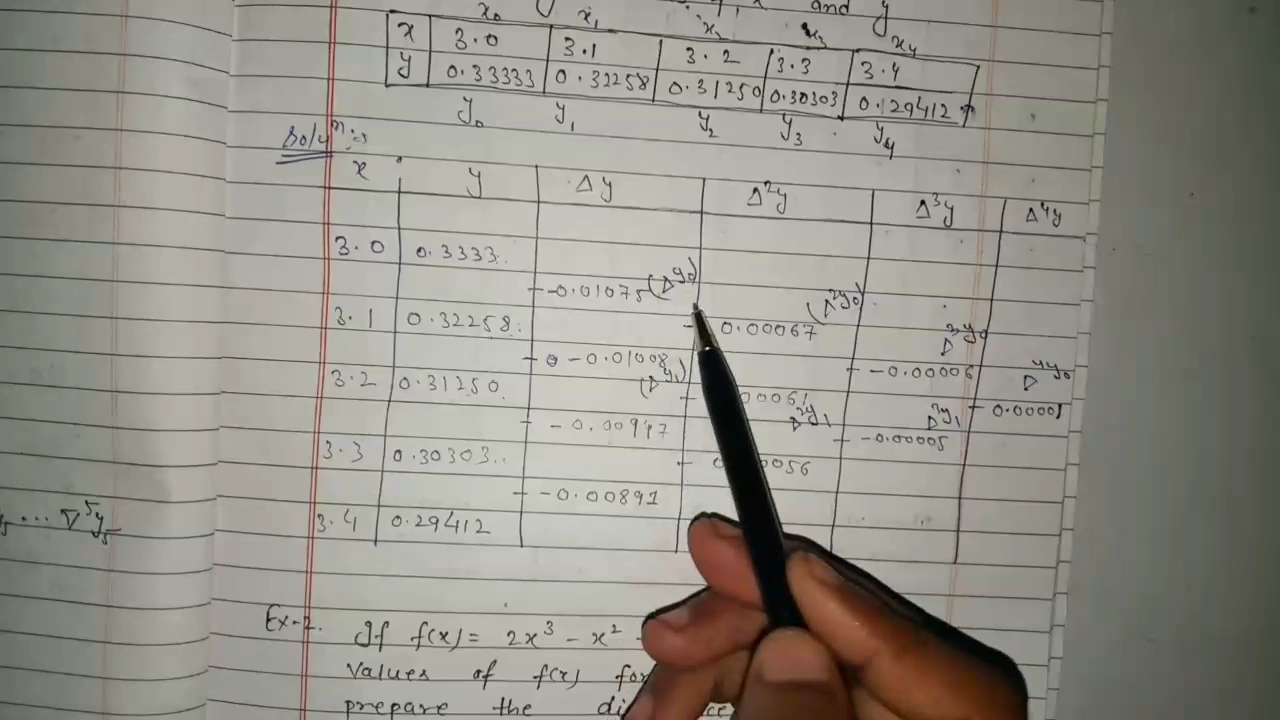 and y
x₀ x₁ x₂ x₃ x₄
x 3.0 3.1 3.2 3.3 3.4
y 0.33333 0.32258 0.31250 0.30303 0.129412
y₀ y₁ y₂ y₃ y₄
Solyⁿ:⇒
x y Δy Δ²y Δ³y Δ⁴y
3.0 0.3333
-0.01075 (Δy₀)
3.1 0.32258 0.00067 (Δ²y₀)
-0.01008 (Δy₁) -0.00006 Δ³y₀
3.2 0.31250 00061 Δ²y₁ 0.00001 Δ⁴y₀
-0.00947 -0.00005 Δ³y₁
3.3 0.30303 0056
-0.00891
3.4 0.29412
... ∇⁵y₅
Ex-2. If f(x) = 2x³ - x²
values of f(x) for
prepare the